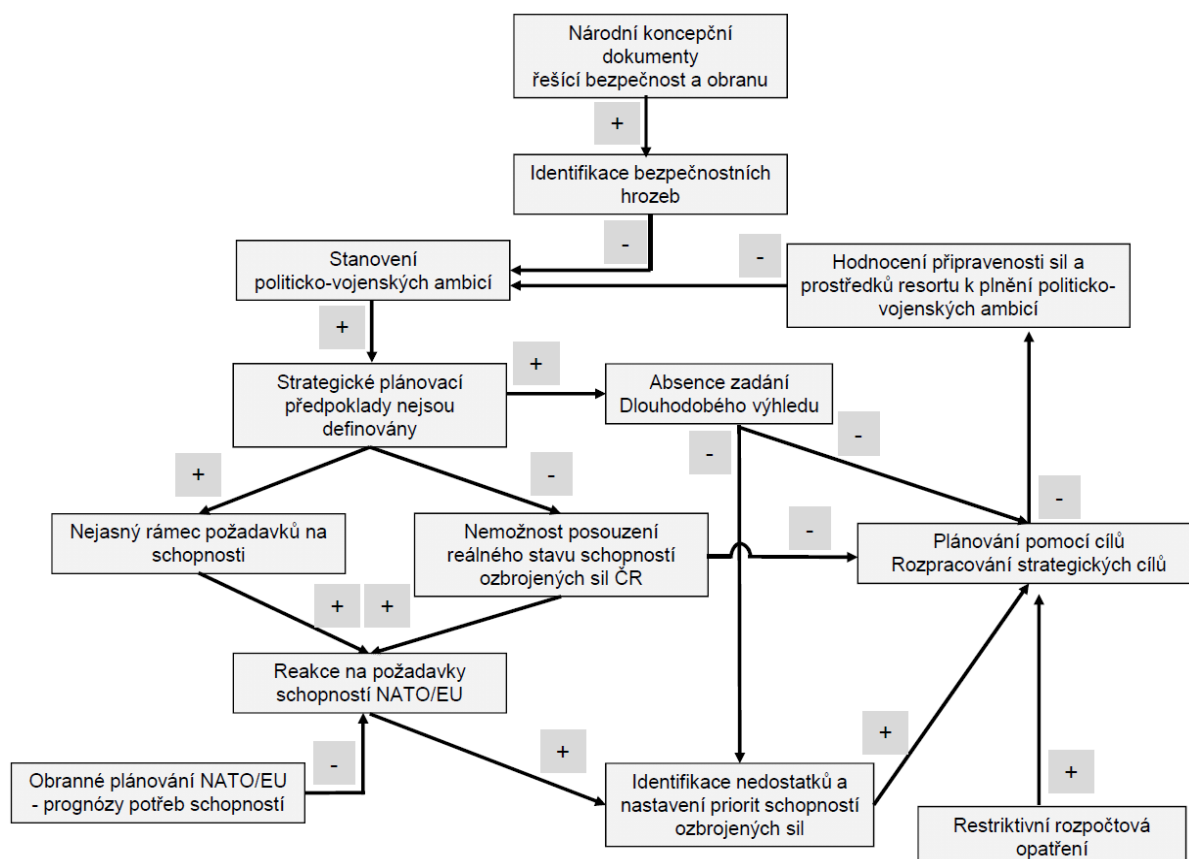 Národní koncepční
dokumenty
řešící bezpečnost a obranu
+
Identifikace bezpečnostních
hrozeb
-
Stanovení
politicko-vojenských ambicí
-
Hodnocení připravenosti sil a
prostředků resortu k plnění politicko-
vojenských ambicí
+
Strategické plánovací
předpoklady nejsou
definovány
+
Absence zadání
Dlouhodobého výhledu
+
-
-
-
-
Nejasný rámec požadavků na
schopnosti
Nemožnost posouzení
reálného stavu schopností
ozbrojených sil ČR
-
Plánování pomocí cílů
Rozpracování strategických cílů
+
+
Reakce na požadavky
schopností NATO/EU
-
+
+
Obranné plánování NATO/EU
- prognózy potřeb schopností
Identifikace nedostatků a
nastavení priorit schopností
ozbrojených sil
+
Restriktivní rozpočtová
opatření